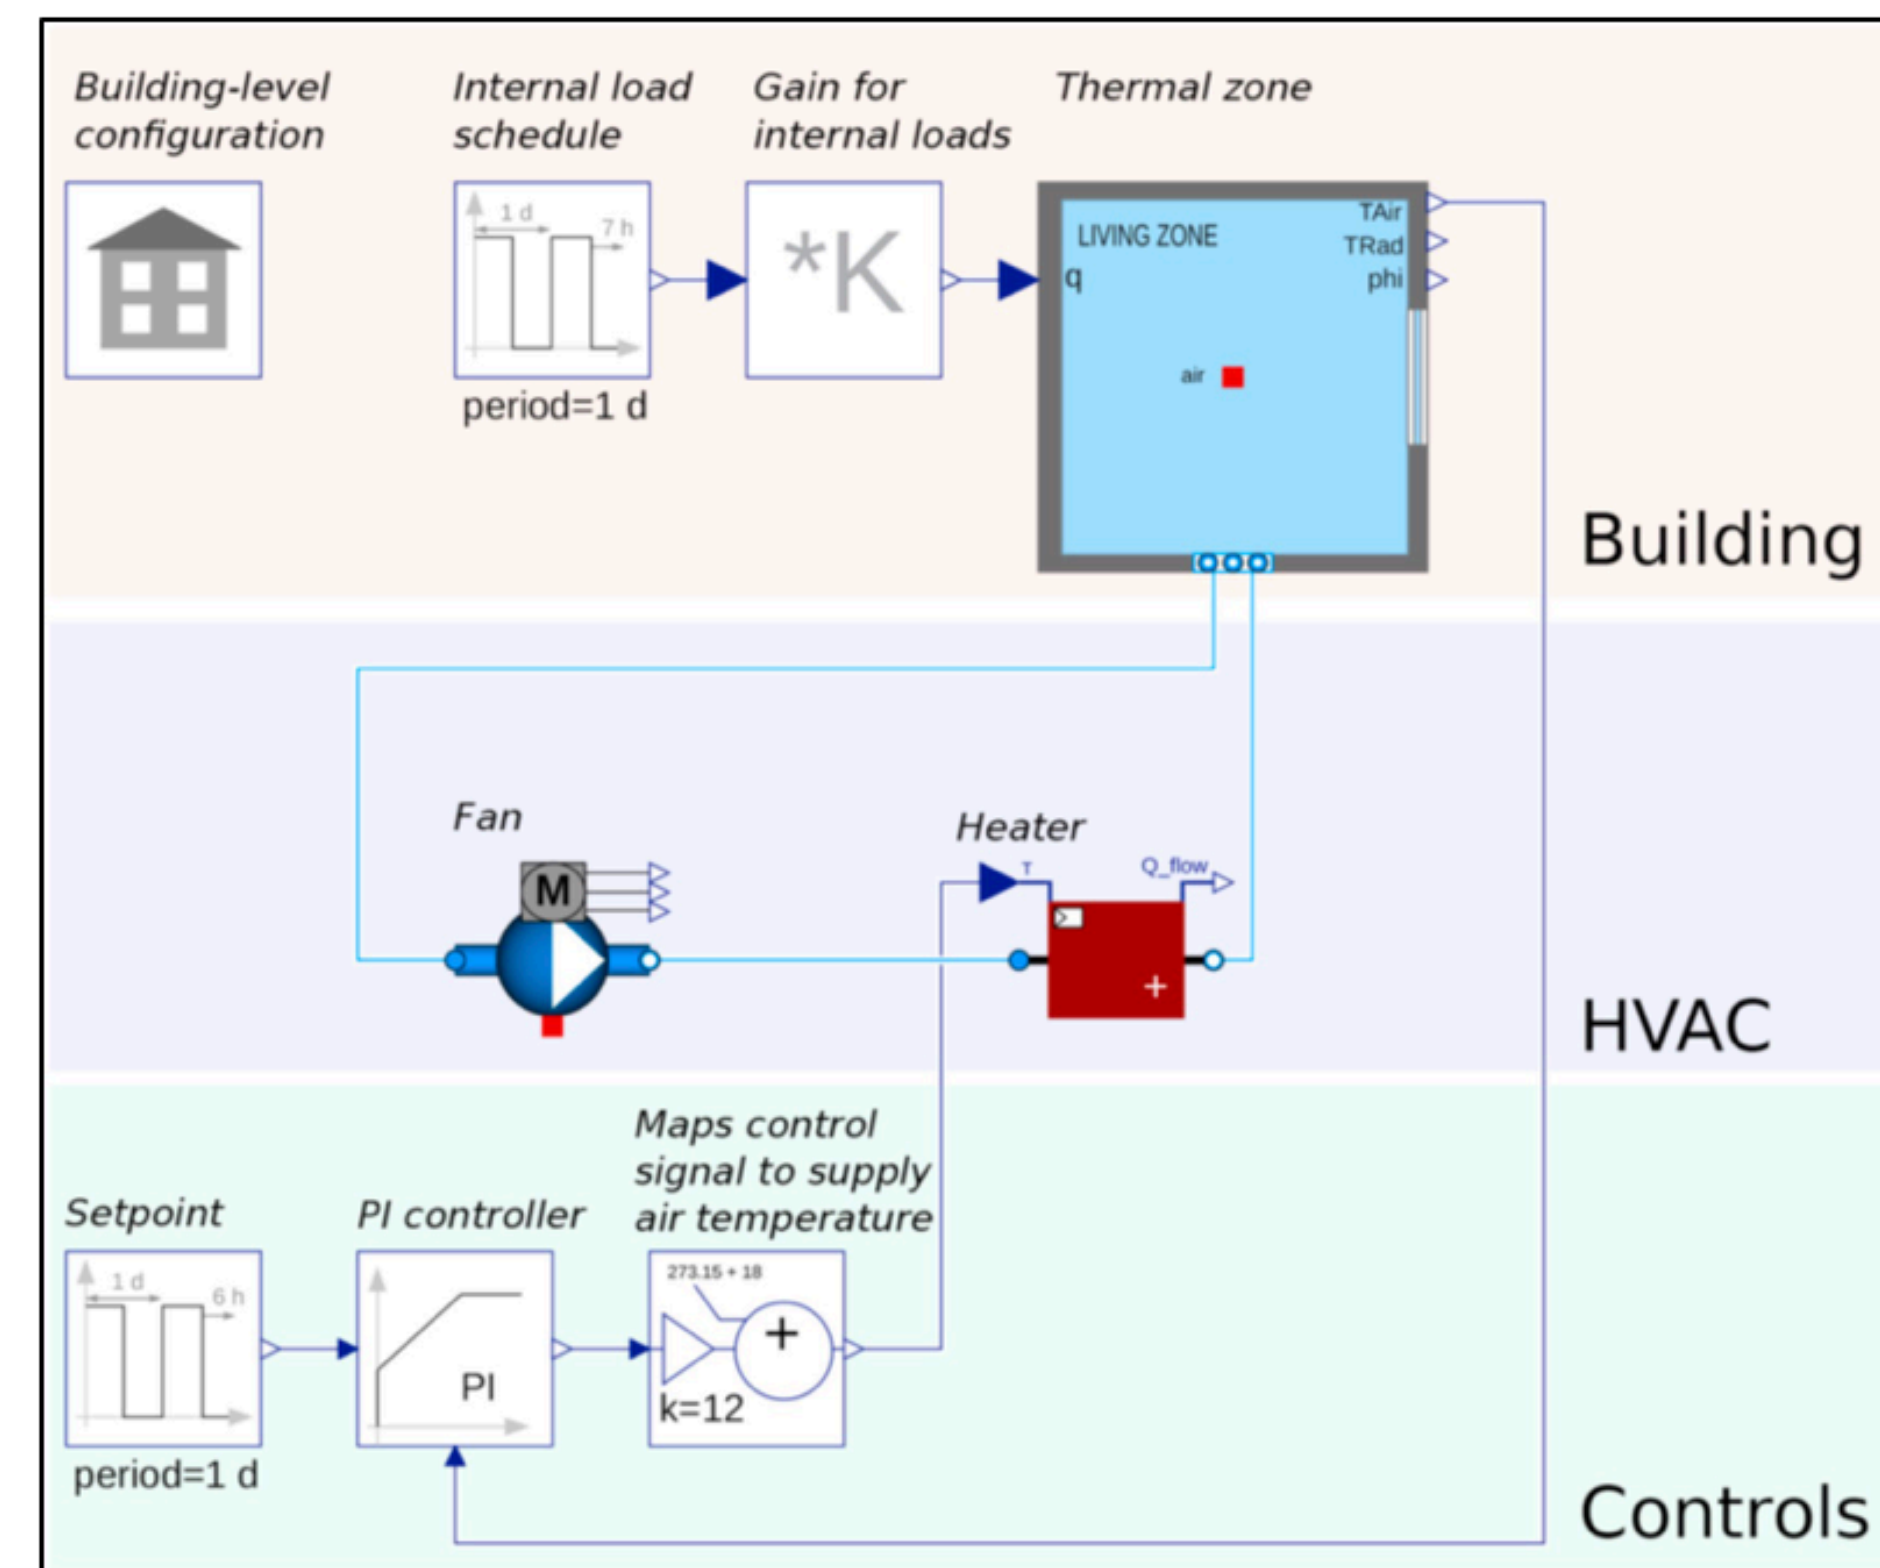 Building-level
configuration
Internal load
schedule
Gain for
internal loads
Thermal zone
1 d
7 h
period=1 d
*K
LIVING ZONE
q
TAir
TRad
phi
air
Building
Fan
M
Heater
T
Q_flow
+
HVAC
Maps control
signal to supply
air temperature
Setpoint
PI controller
1 d
6 h
period=1 d
PI
273.15 + 18
+
k=12
Controls